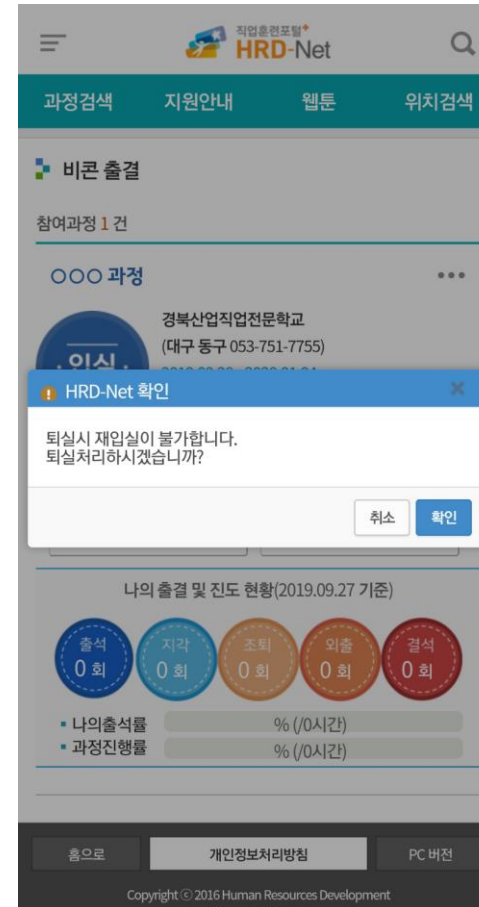 직업훈련포털
HRD-Net
과정검색 지원안내 웹툰 위치검색
비콘 출결
참여과정 1 건
○○○ 과정
경북산업직업전문학교
(대구 동구 053-751-7755)
입실
HRD-Net 확인
퇴실시 재입실이 불가합니다.
퇴실처리하시겠습니까?
취소 확인
나의 출결 및 진도 현황(2019.09.27 기준)
출석 지각 조퇴 외출 결석
0 회 0 회 0 회 0 회 0 회
나의출석률 % (/0시간)
과정진행률 % (/0시간)
홈으로 개인정보처리방침 PC 버전
Copyright ⓒ 2016 Human Resources Development